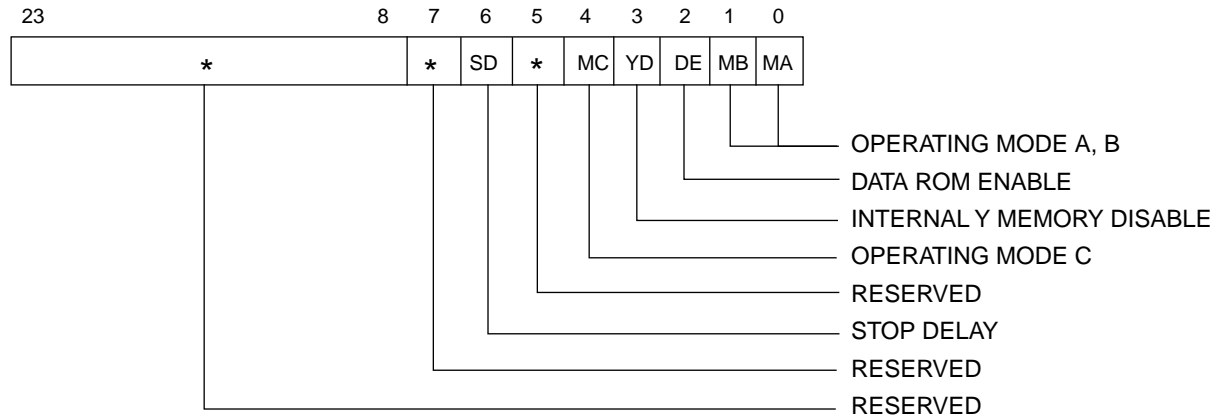 23 8 7 6 5 4 3 2 1 0
* * SD * MC YD DE MB MA
OPERATING MODE A, B
DATA ROM ENABLE
INTERNAL Y MEMORY DISABLE
OPERATING MODE C
RESERVED
STOP DELAY
RESERVED
RESERVED